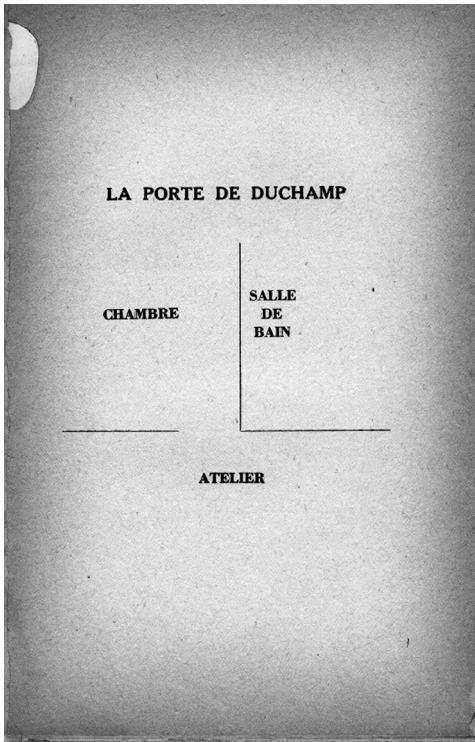 LA PORTE DE DUCHAMP
CHAMBRE
SALLE
DE
BAIN
ATELIER